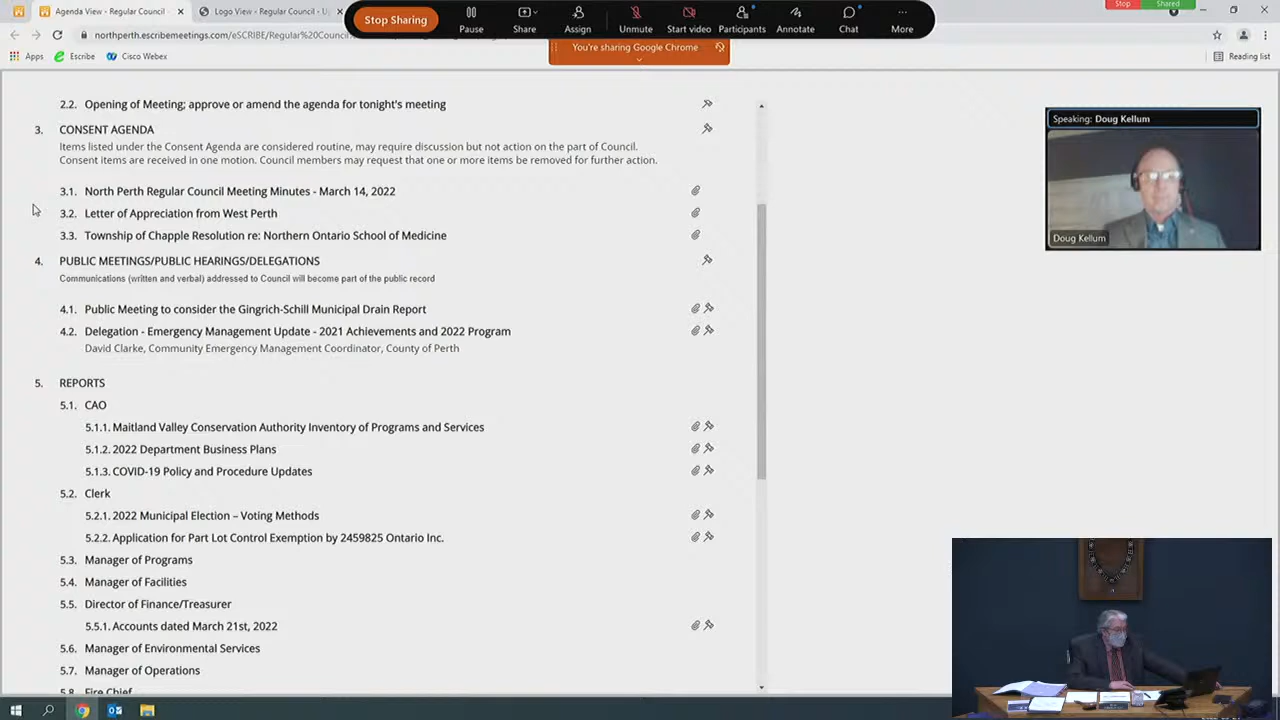 Agenda View - Regular Council - 
Logo View - Regular Council - Up
Stop Sharing
Pause
Share
Assign
Unmute
Start video
Participants
Annotate
Chat
More
Stop
Shared
northperth.escribemeetings.com/eSCRIBE/Regular%20Counci
You're sharing Google Chrome
Apps
Escribe
Cisco Webex
Reading list
2.2. Opening of Meeting; approve or amend the agenda for tonight's meeting
3. CONSENT AGENDA
Items listed under the Consent Agenda are considered routine, may require discussion but not action on the part of Council.
Consent items are received in one motion. Council members may request that one or more items be removed for further action.
3.1. North Perth Regular Council Meeting Minutes - March 14, 2022
3.2. Letter of Appreciation from West Perth
3.3. Township of Chapple Resolution re: Northern Ontario School of Medicine
4. PUBLIC MEETINGS/PUBLIC HEARINGS/DELEGATIONS
Communications (written and verbal) addressed to Council will become part of the public record
4.1. Public Meeting to consider the Gingrich-Schill Municipal Drain Report
4.2. Delegation - Emergency Management Update - 2021 Achievements and 2022 Program
David Clarke, Community Emergency Management Coordinator, County of Perth
5. REPORTS
5.1. CAO
5.1.1. Maitland Valley Conservation Authority Inventory of Programs and Services
5.1.2. 2022 Department Business Plans
5.1.3. COVID-19 Policy and Procedure Updates
5.2. Clerk
5.2.1. 2022 Municipal Election – Voting Methods
5.2.2. Application for Part Lot Control Exemption by 2459825 Ontario Inc.
5.3. Manager of Programs
5.4. Manager of Facilities
5.5. Director of Finance/Treasurer
5.5.1. Accounts dated March 21st, 2022
5.6. Manager of Environmental Services
5.7. Manager of Operations
5.8. Fire Chief
Speaking: Doug Kellum
Doug Kellum